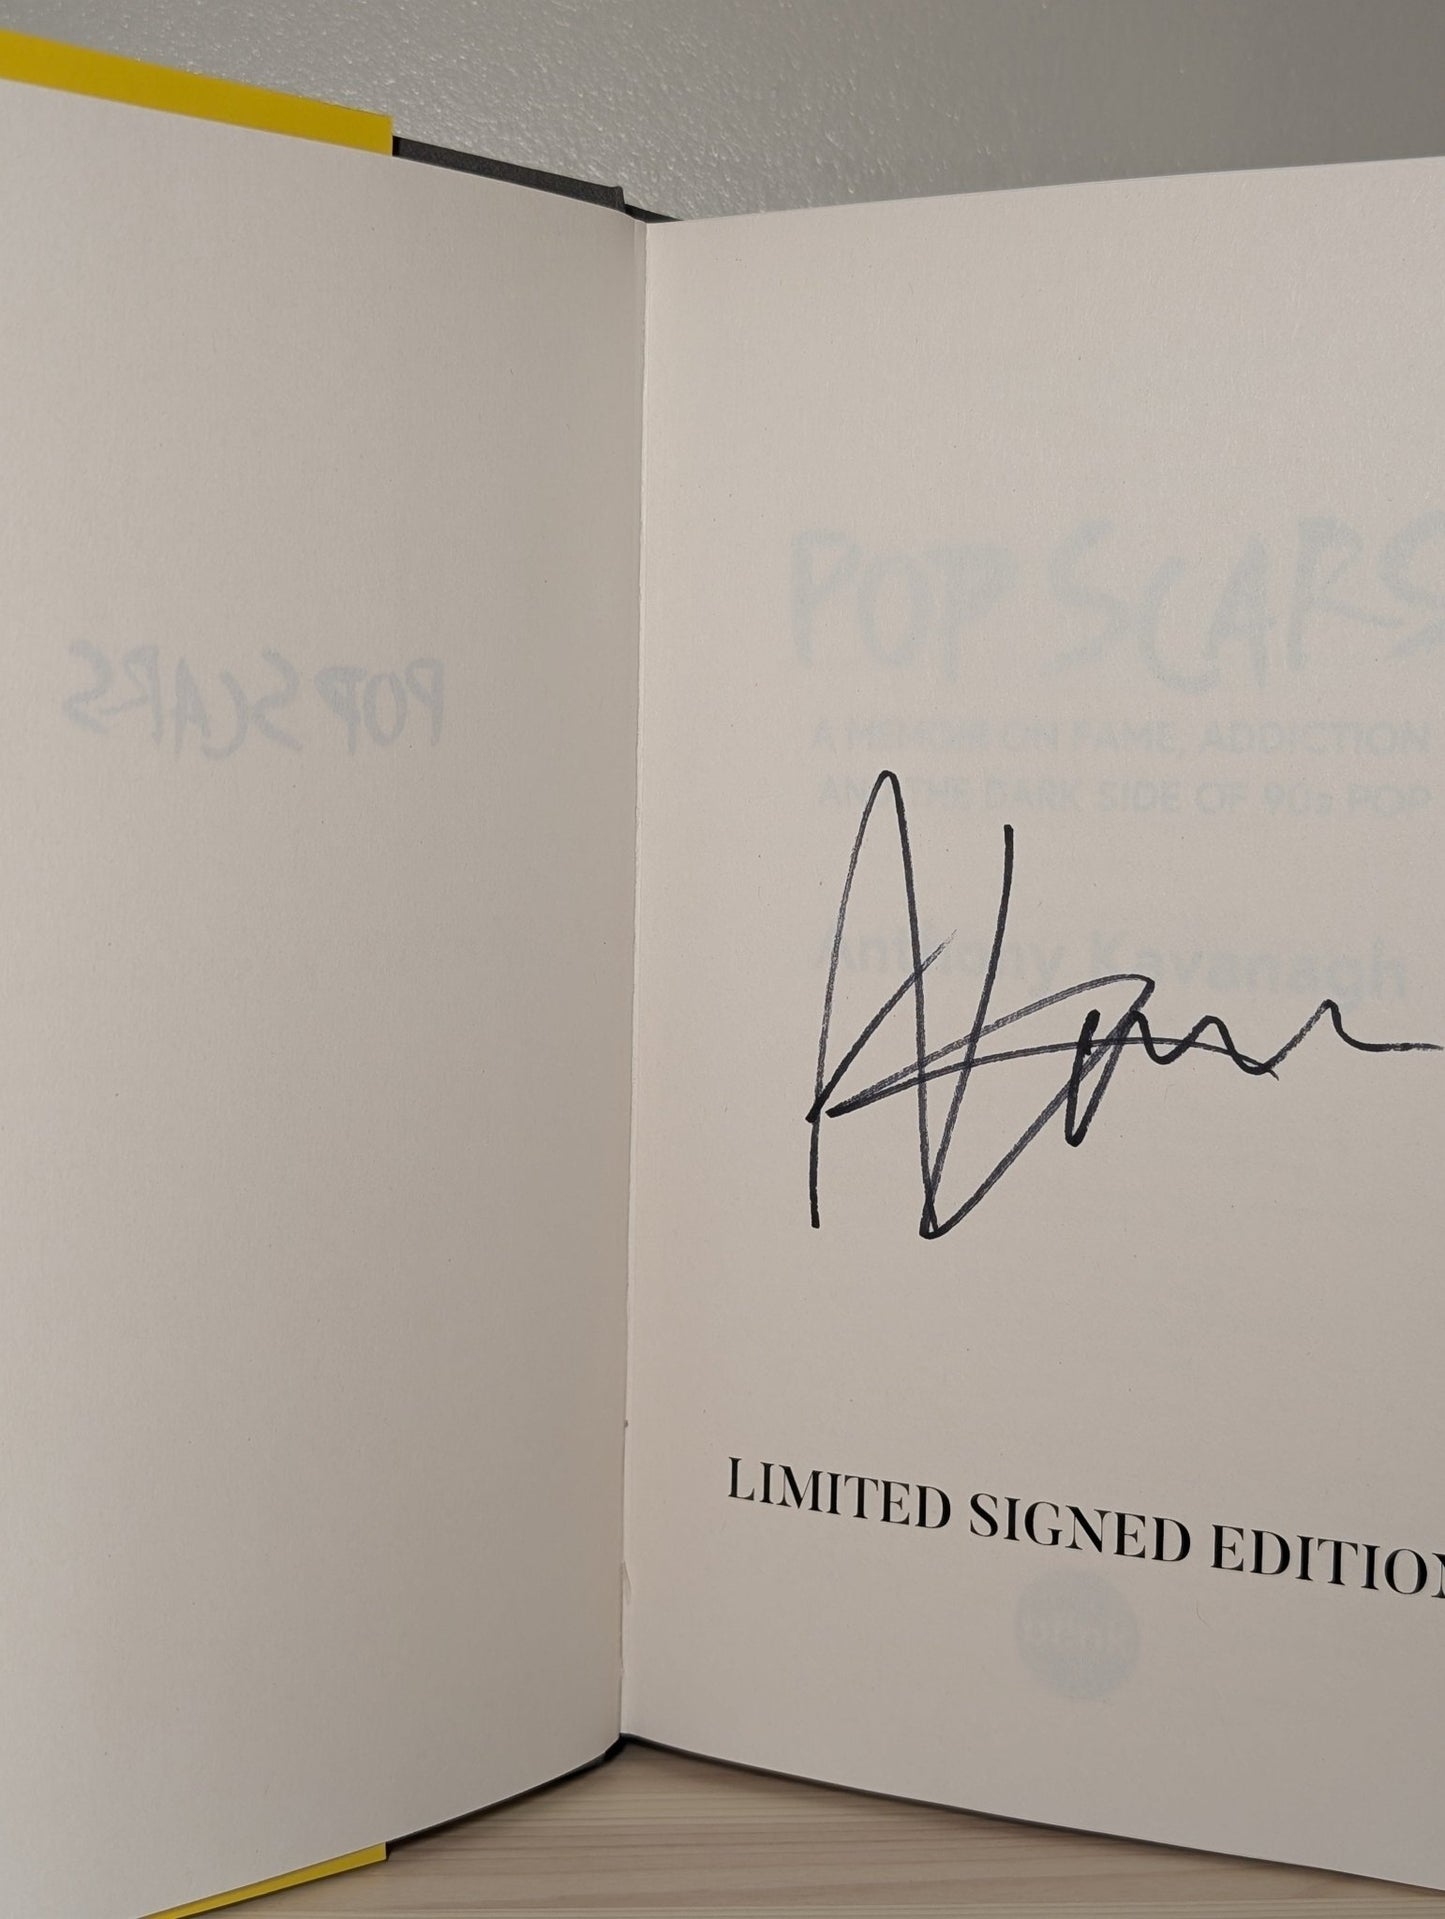 POP SCARS
POP SCARS
A MEMOIR ON FAME, ADDICTION
AND THE DARK SIDE OF 90s POP
Anthony Kavanagh
LIMITED SIGNED EDITION
blink